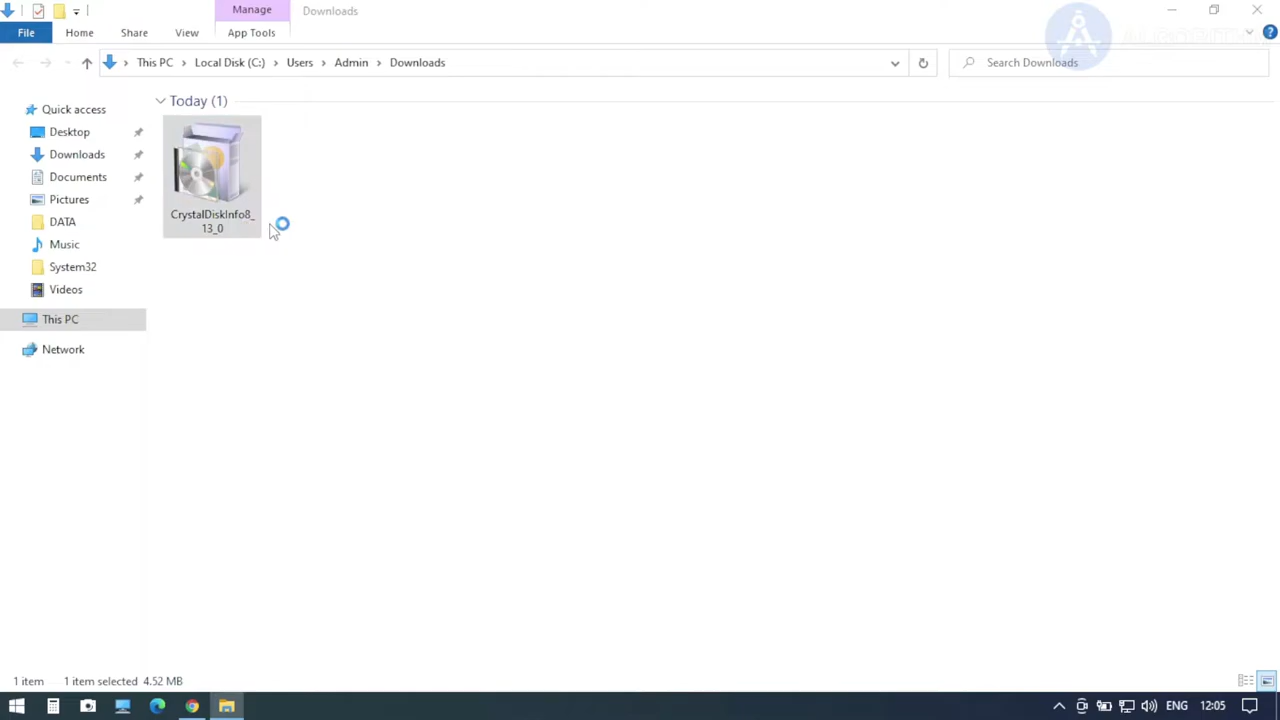 Manage
Downloads
File
Home
Share
View
App Tools
This PC
Local Disk (C:)
Users
Admin
Downloads
Search Downloads
Quick access
Desktop
Downloads
Documents
Pictures
DATA
Music
System32
Videos
This PC
Network
Today (1)
CrystalDiskInfo8_
13_0
1 item
1 item selected
4.52 MB
ENG
12:05